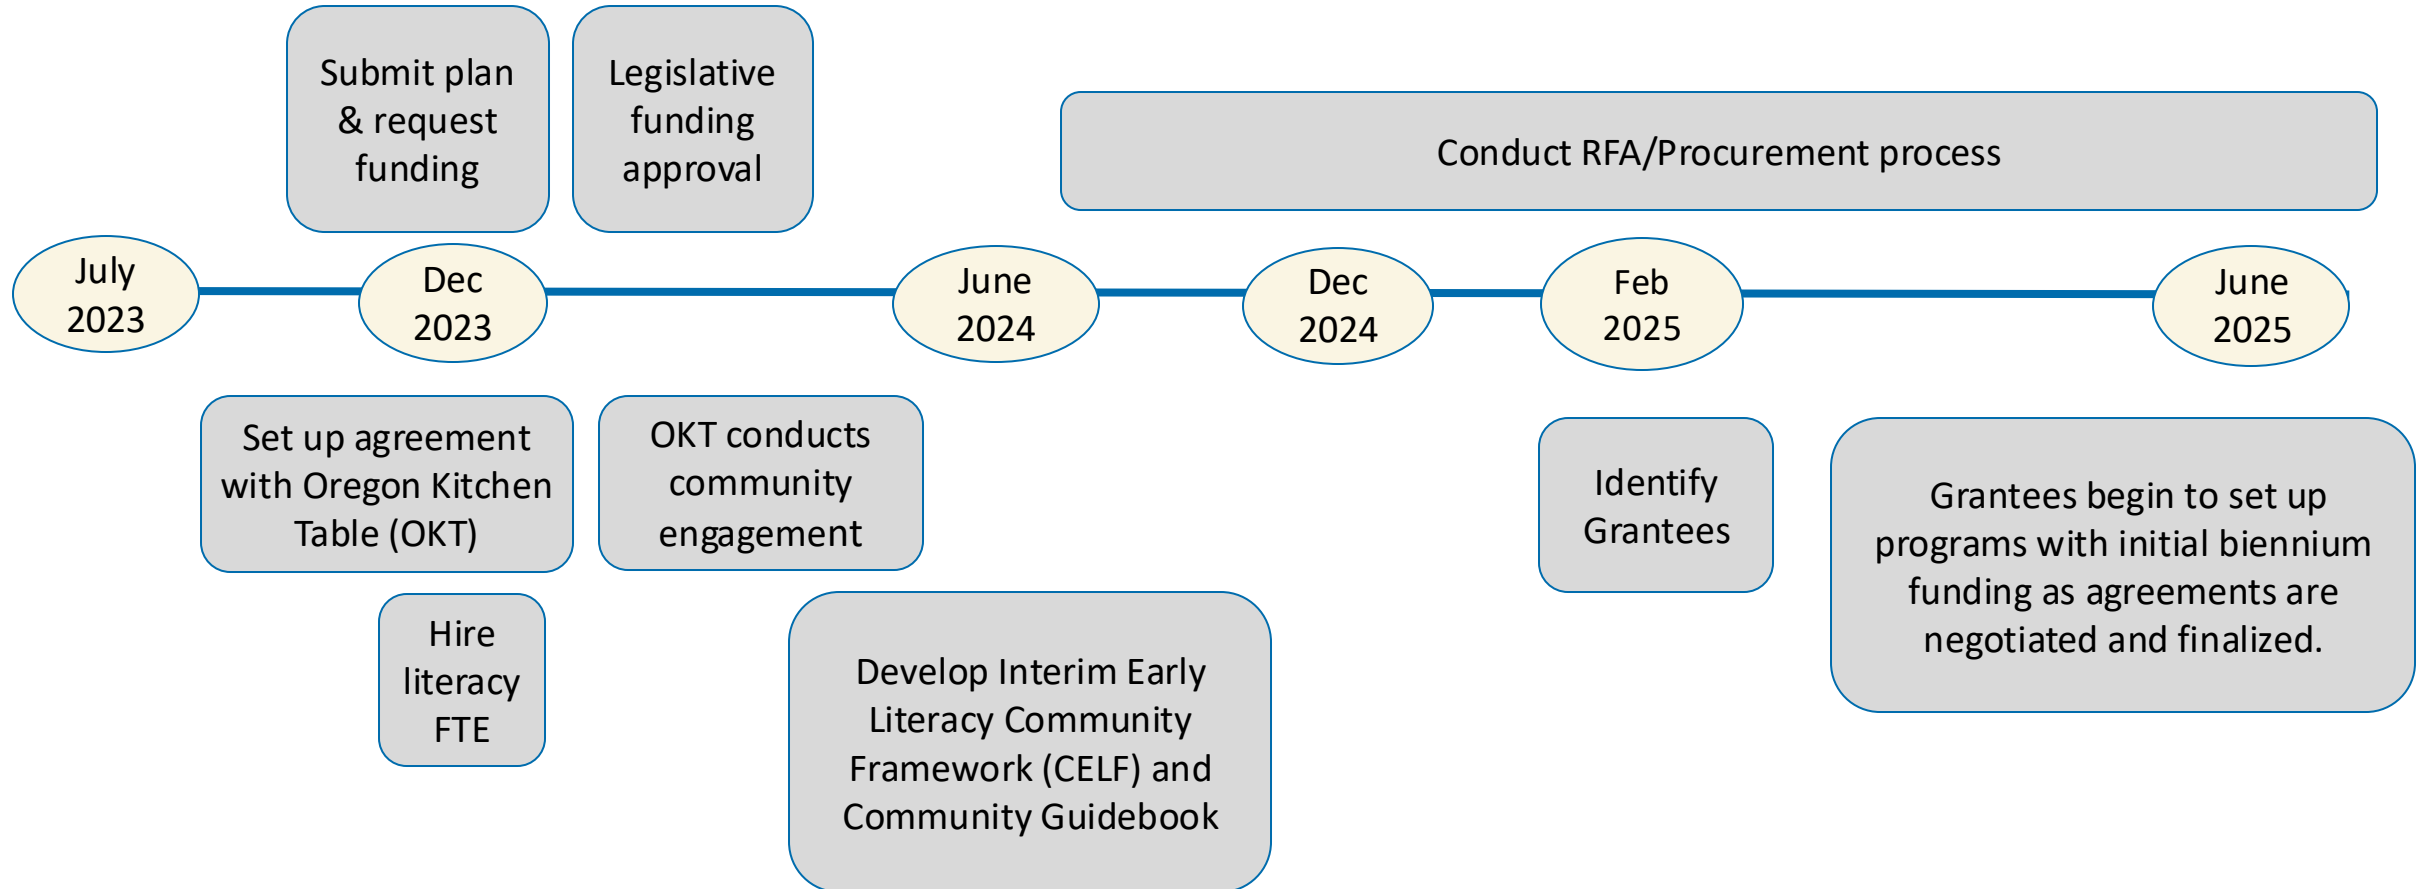 Submit plan
& request
funding
Legislative
funding
approval
Conduct RFA/Procurement process
July
2023
Dec
2023
June
2024
Dec
2024
Feb
2025
June
2025
Set up agreement
with Oregon Kitchen
Table (OKT)
OKT conducts
community
engagement
Identify
Grantees
Grantees begin to set up
programs with initial biennium
funding as agreements are
negotiated and finalized.
Hire
literacy
FTE
Develop Interim Early
Literacy Community
Framework (CELF) and
Community Guidebook